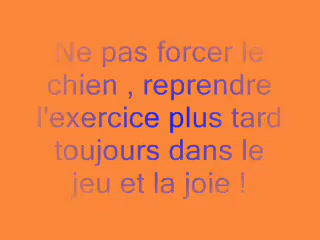 Ne pas forcer le
chien , reprendre
l'exercice plus tard
toujours dans le
jeu et la joie !